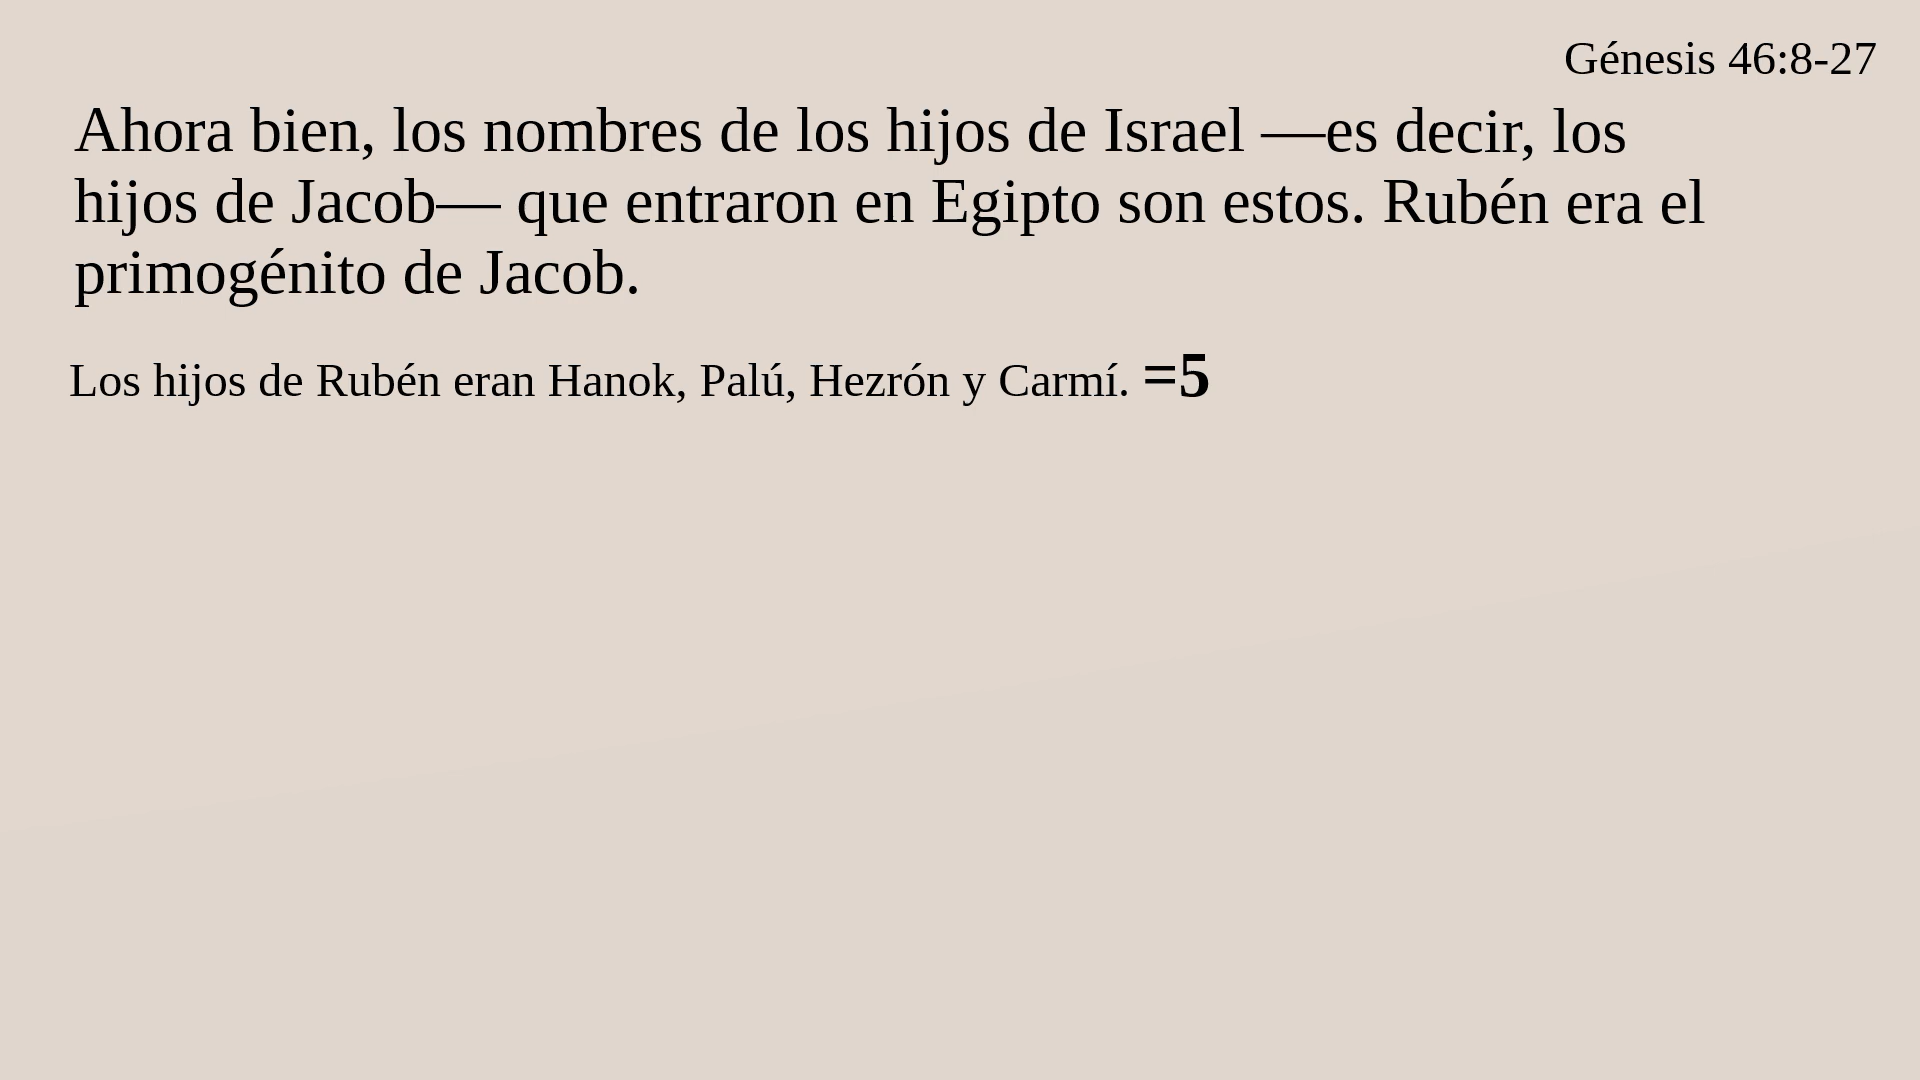 Génesis 46:8-27
Ahora bien, los nombres de los hijos de Israel —es decir, los
hijos de Jacob— que entraron en Egipto son estos. Rubén era el
primogénito de Jacob.
Los hijos de Rubén eran Hanok, Palú, Hezrón y Carmí. =5